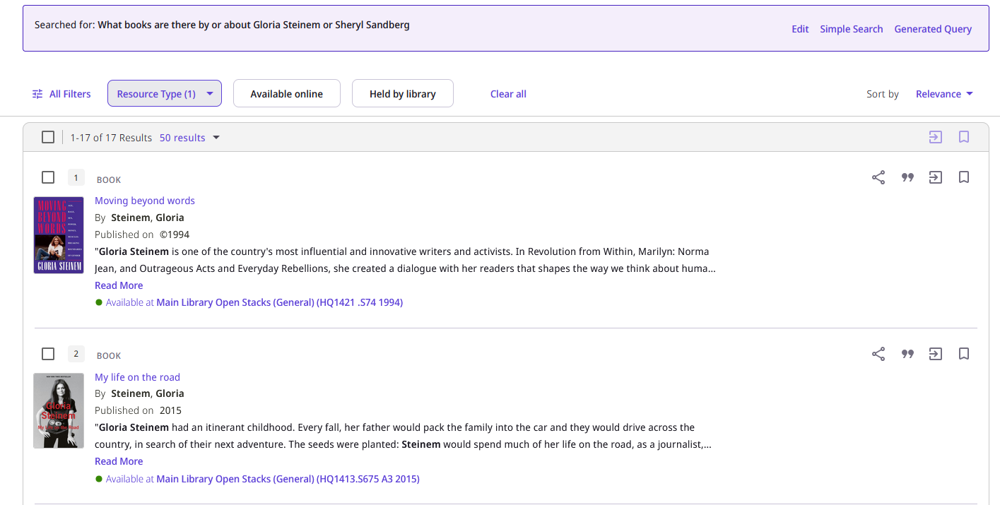 Searched for: What books are there by or about Gloria Steinem or Sheryl Sandberg
Edit Simple Search Generated Query
All Filters Resource Type (1) Available online Held by library Clear all Sort by Relevance
1-17 of 17 Results 50 results
1 BOOK
MOVING
BEYOND
WORDS
GLORIA STEINEM
Moving beyond words
By Steinem, Gloria
Published on ©1994
"Gloria Steinem is one of the country's most influential and innovative writers and activists. In Revolution from Within, Marilyn: Norma
Jean, and Outrageous Acts and Everyday Rebellions, she created a dialogue with her readers that shapes the way we think about huma...
Read More
Available at Main Library Open Stacks (General) (HQ1421 .S74 1994)
2 BOOK
Gloria
Steinem
My Life on the Road
My life on the road
By Steinem, Gloria
Published on 2015
"Gloria Steinem had an itinerant childhood. Every fall, her father would pack the family into the car and they would drive across the
country, in search of their next adventure. The seeds were planted: Steinem would spend much of her life on the road, as a journalist,...
Read More
Available at Main Library Open Stacks (General) (HQ1413.S675 A3 2015)